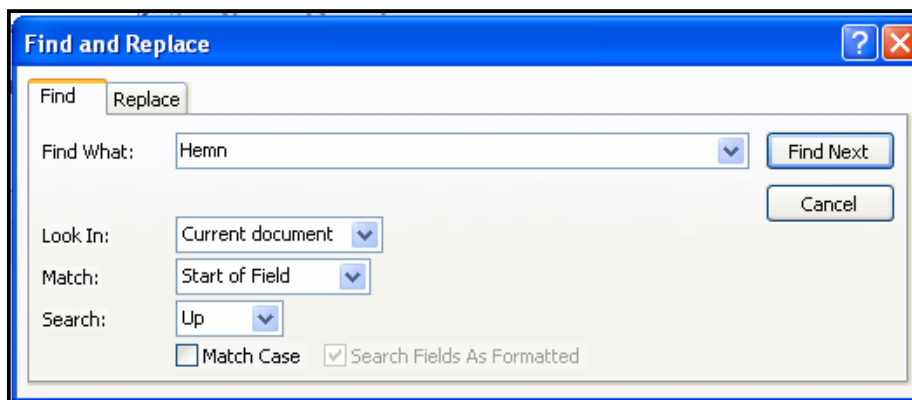 Find and Replace
Find Replace
Find What: Hemn Find Next
Cancel
Look In: Current document
Match: Start of Field
Search: Up
Match Case Search Fields As Formatted